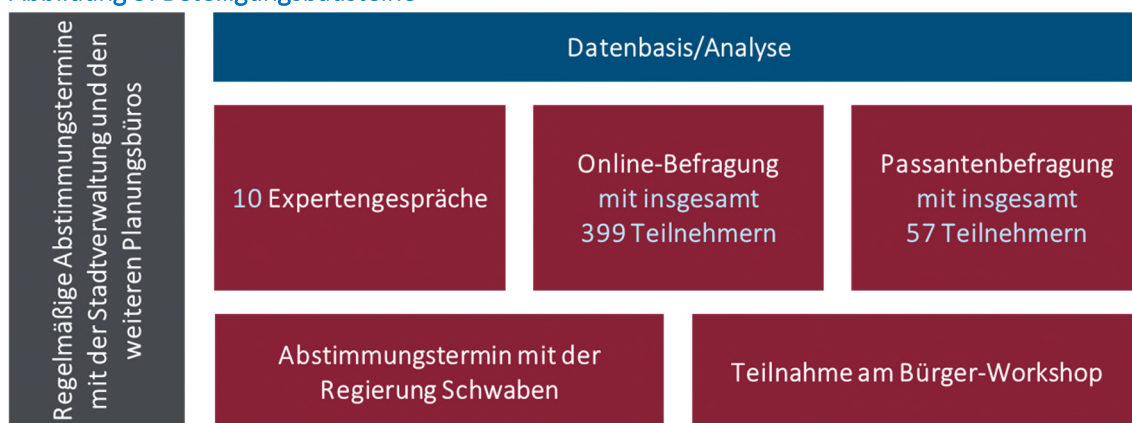 Regelmäßige Abstimmungstermine
mit der Stadtverwaltung und den
weiteren Planungsbüros
Datenbasis/Analyse
10 Expertengespräche
Online-Befragung
mit insgesamt
399 Teilnehmern
Passantenbefragung
mit insgesamt
57 Teilnehmern
Abstimmungstermin mit der
Regierung Schwaben
Teilnahme am Bürger-Workshop